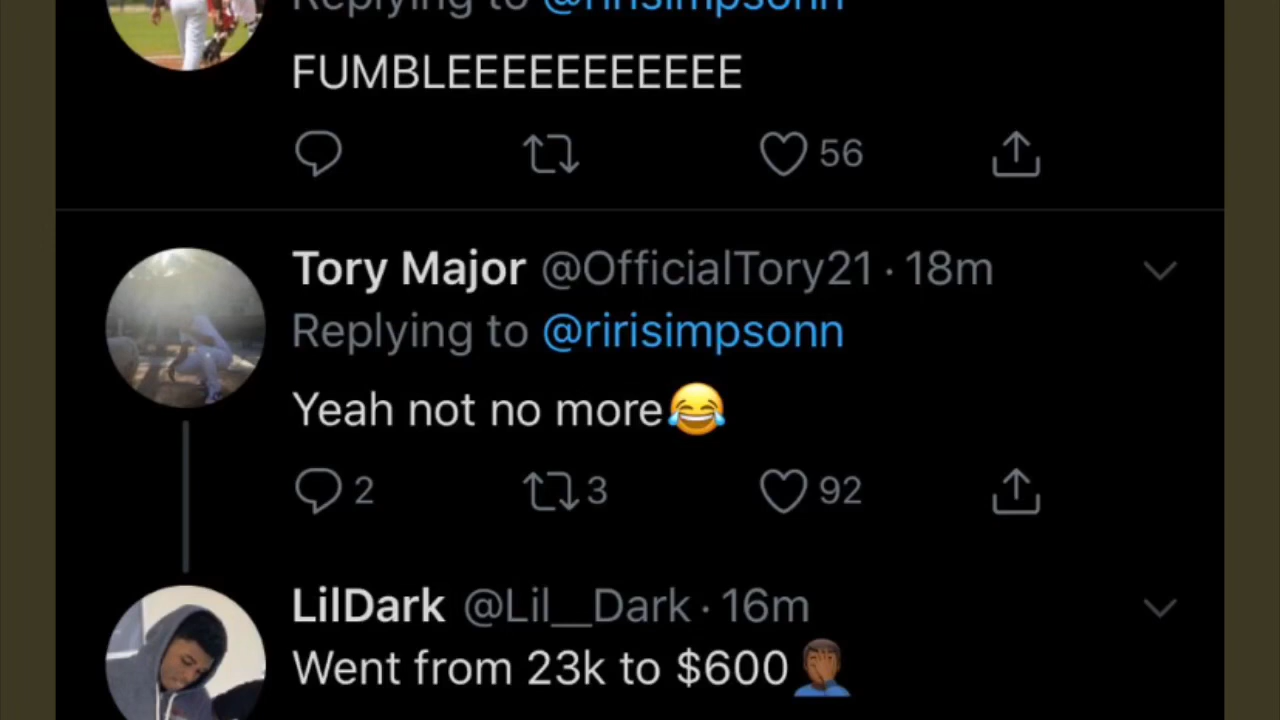 Replying to @ririsimpsonn
FUMBLEEEEEEEEEEE
56
Tory Major @OfficialTory21 · 18m
Replying to @ririsimpsonn
Yeah not no more😂
2 3 92
LilDark @Lil__Dark · 16m
Went from 23k to $600🤦🏾‍♂️